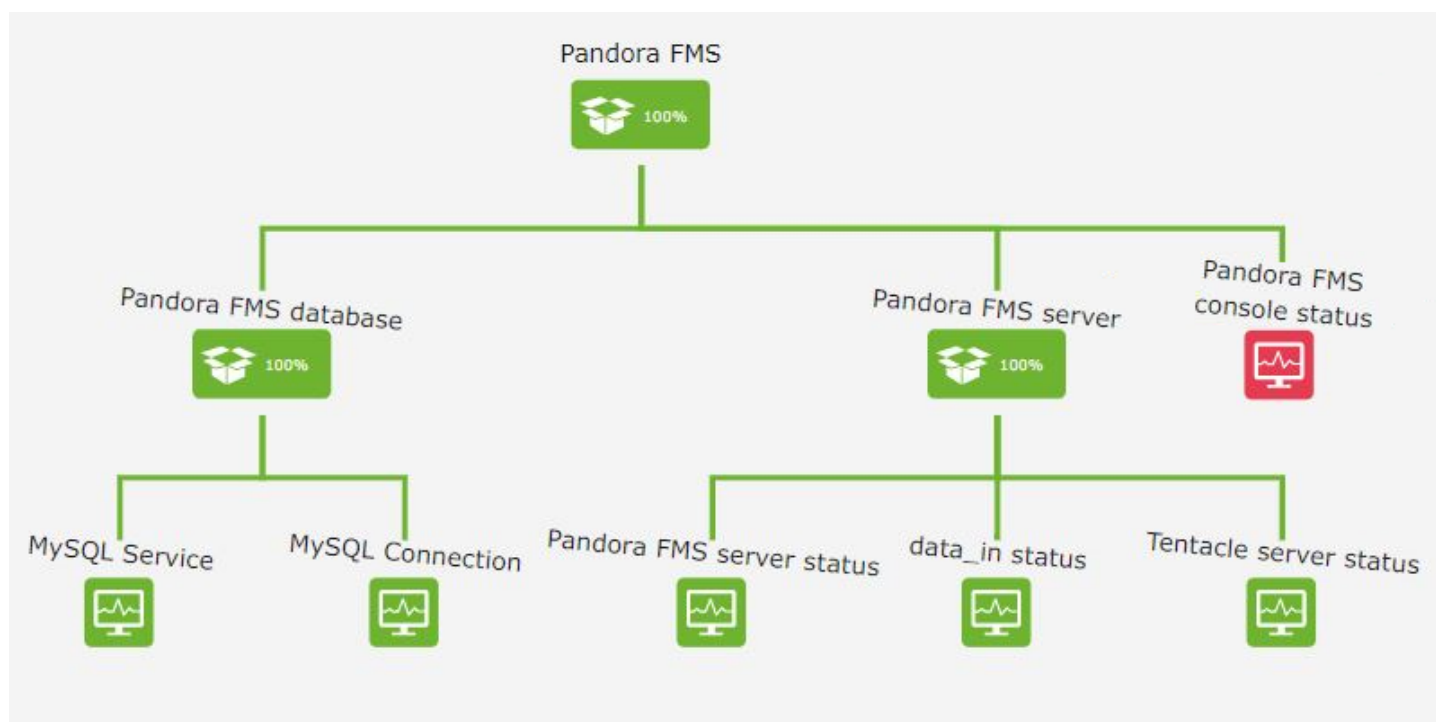 Pandora FMS
100%
Pandora FMS database
100%
Pandora FMS server
100%
Pandora FMS
console status
MySQL Service
MySQL Connection
Pandora FMS server status
data_in status
Tentacle server status